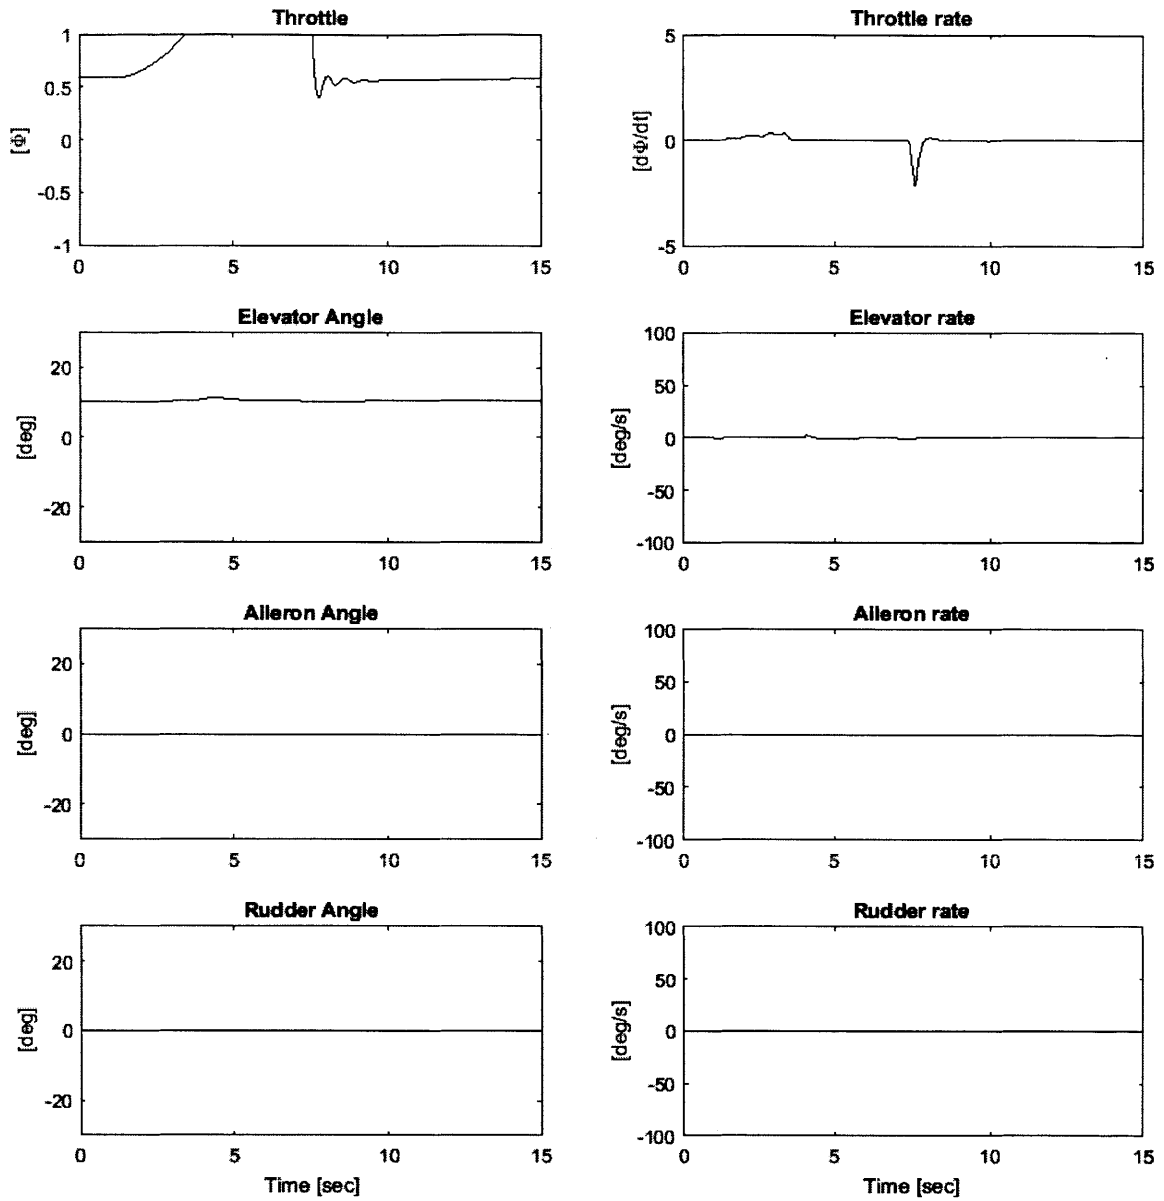 Throttle
1
0.5
0
-0.5
-1
[Φ]
0 5 10 15
Throttle rate
5
0
-5
[dΦ/dt]
0 5 10 15
Elevator Angle
20
0
-20
[deg]
0 5 10 15
Elevator rate
100
50
0
-50
-100
[deg/s]
0 5 10 15
Aileron Angle
20
0
-20
[deg]
0 5 10 15
Aileron rate
100
50
0
-50
-100
[deg/s]
0 5 10 15
Rudder Angle
20
0
-20
[deg]
0 5 10 15
Time [sec]
Rudder rate
100
50
0
-50
-100
[deg/s]
0 5 10 15
Time [sec]